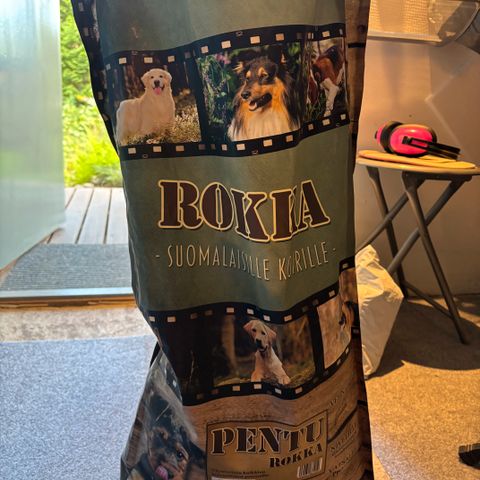 ROKKA
- SUOMALAISILLE KOIRILLE -
PENTU
ROKKA